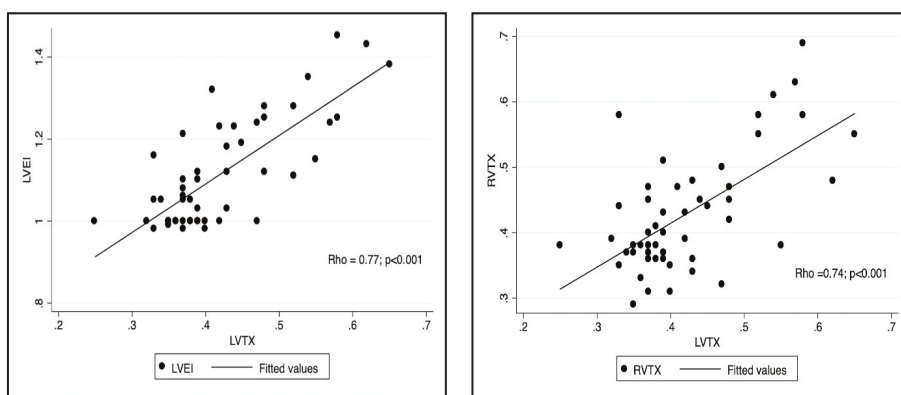 LVEI
1.4
1.2
1
.8
Rho = 0.77; p<0.001
.2 .3 .4 .5 .6 .7
LVTX
LVEI Fitted values
RVTX
.7
.6
.5
.4
.3
Rho =0.74; p<0.001
.2 .3 .4 .5 .6 .7
LVTX
RVTX Fitted values